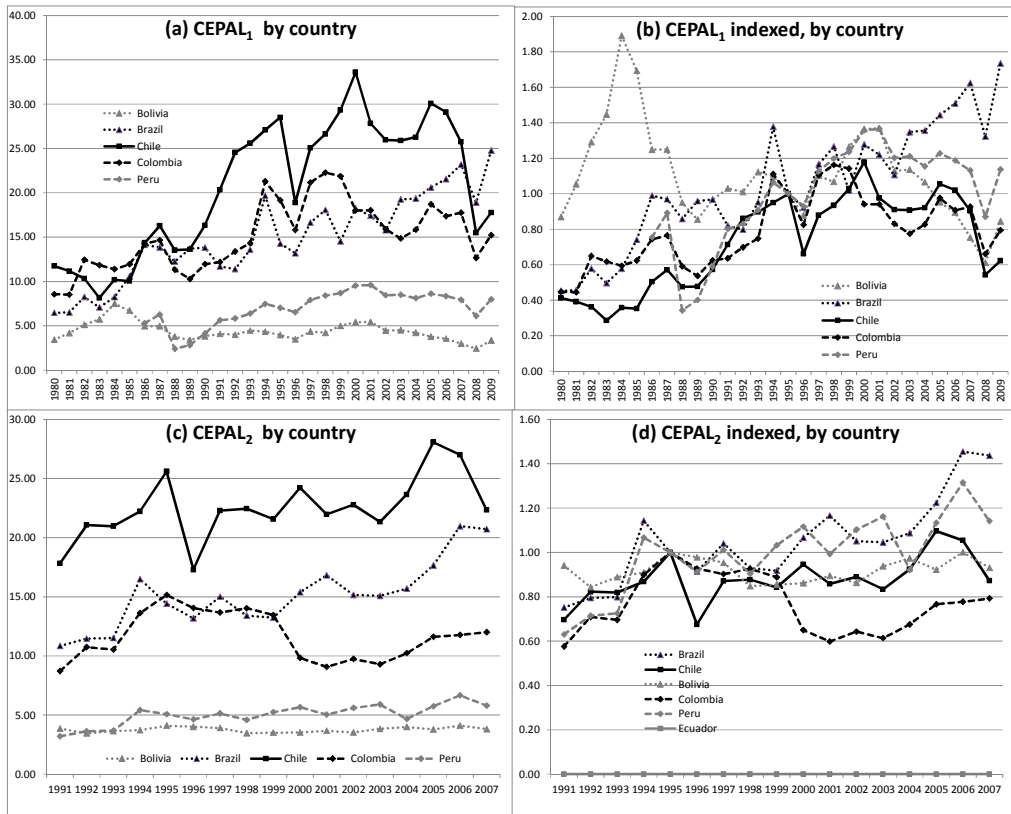 (a) CEPAL1 by country
40.00
35.00
30.00
25.00
20.00
15.00
10.00
5.00
0.00
Bolivia
Brazil
Chile
Colombia
Peru
1980 1981 1982 1983 1984 1985 1986 1987 1988 1989 1990 1991 1992 1993 1994 1995 1996 1997 1998 1999 2000 2001 2002 2003 2004 2005 2006 2007 2008 2009
(b) CEPAL1 indexed, by country
2.00
1.80
1.60
1.40
1.20
1.00
0.80
0.60
0.40
0.20
0.00
Bolivia
Brazil
Chile
Colombia
Peru
1980 1981 1982 1983 1984 1985 1986 1987 1988 1989 1990 1991 1992 1993 1994 1995 1996 1997 1998 1999 2000 2001 2002 2003 2004 2005 2006 2007 2008 2009
(c) CEPAL2 by country
30.00
25.00
20.00
15.00
10.00
5.00
0.00
Bolivia Brazil Chile Colombia Peru
1991 1992 1993 1994 1995 1996 1997 1998 1999 2000 2001 2002 2003 2004 2005 2006 2007
(d) CEPAL2 indexed, by country
1.60
1.40
1.20
1.00
0.80
0.60
0.40
0.20
0.00
Brazil
Chile
Bolivia
Colombia
Peru
Ecuador
1991 1992 1993 1994 1995 1996 1997 1998 1999 2000 2001 2002 2003 2004 2005 2006 2007